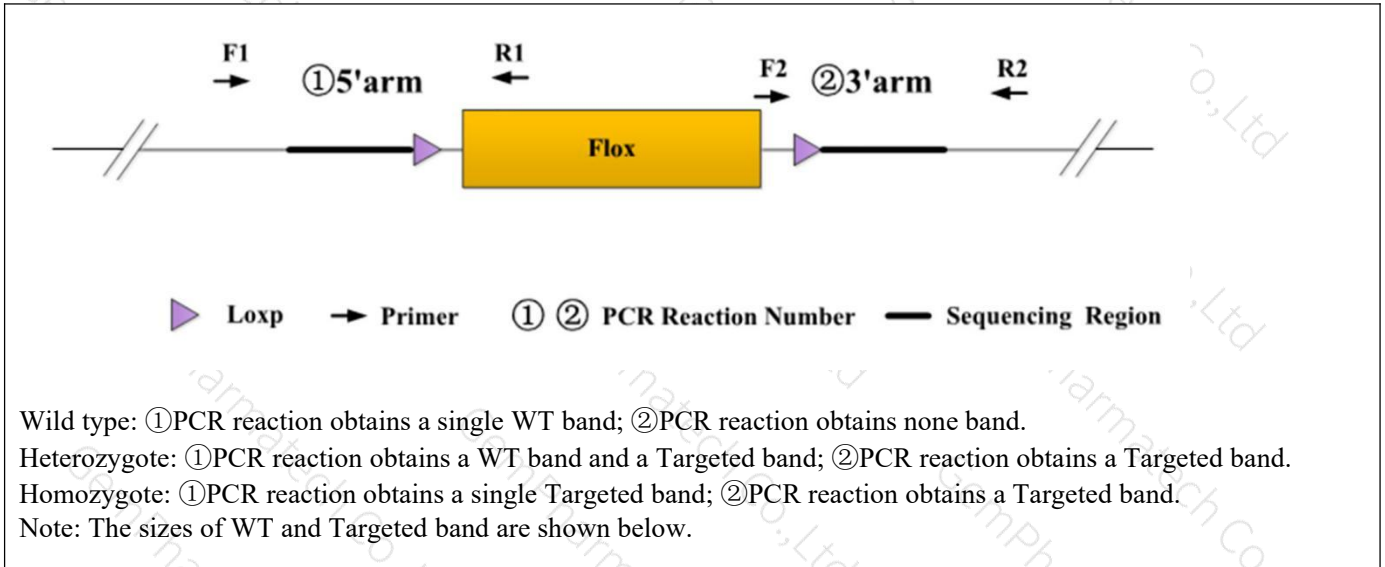 F1
①5'arm
R1
F2
②3'arm
R2
Flox
Loxp
Primer
① ② PCR Reaction Number
Sequencing Region
Wild type: ①PCR reaction obtains a single WT band; ②PCR reaction obtains none band.
Heterozygote: ①PCR reaction obtains a WT band and a Targeted band; ②PCR reaction obtains a Targeted band.
Homozygote: ①PCR reaction obtains a single Targeted band; ②PCR reaction obtains a Targeted band.
Note: The sizes of WT and Targeted band are shown below.